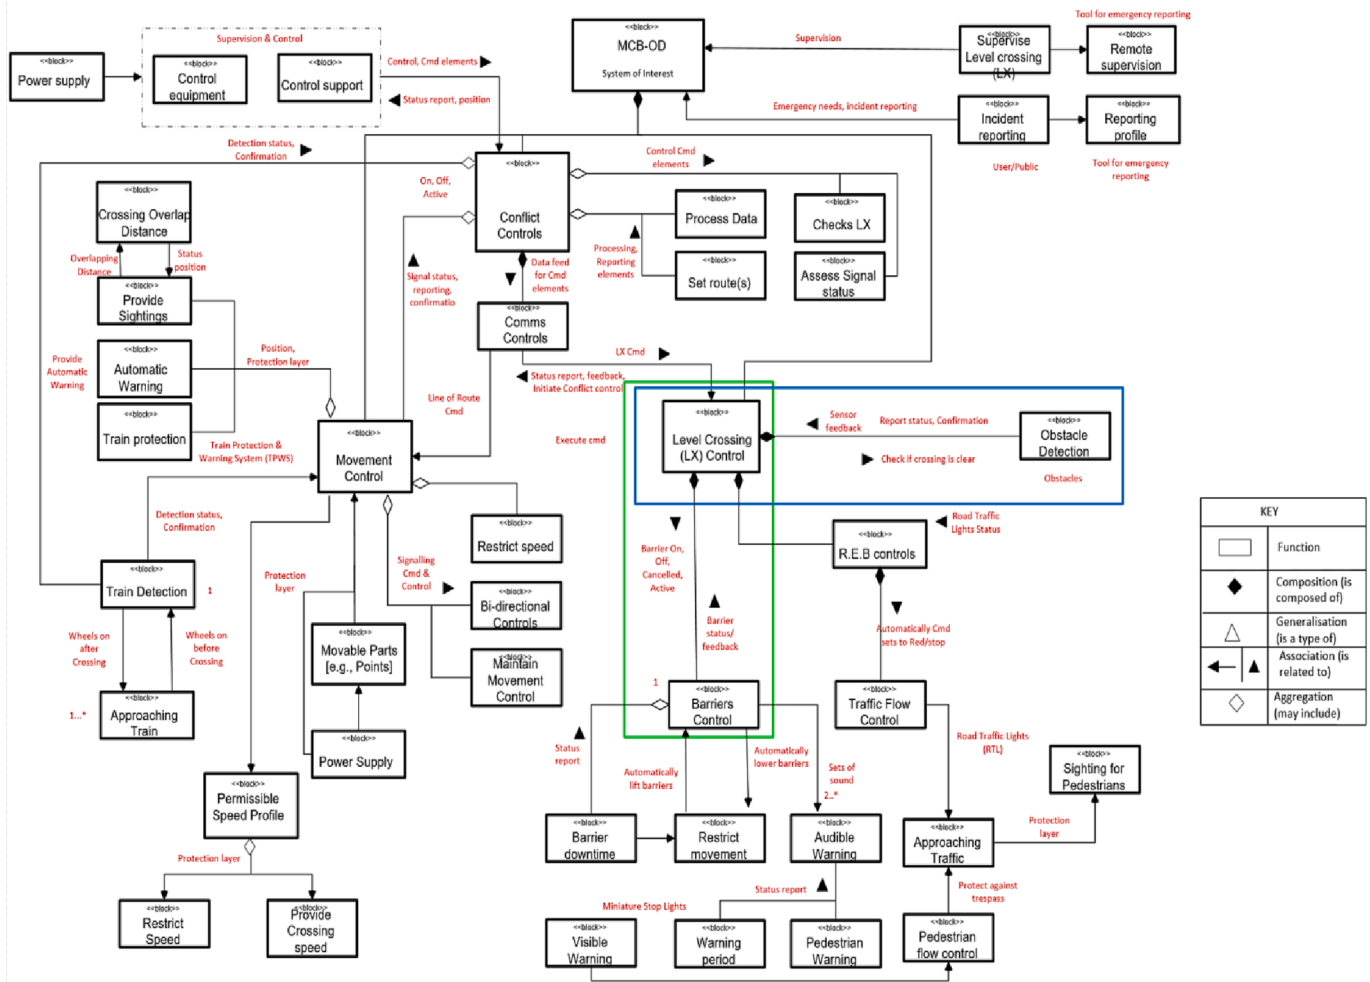 <<block>>
Power supply
Supervision & Control
<<block>>
Control
equipment
<<block>>
Control support
Control, Cmd elements
Status report, position
<<block>>
MCB-OD
System of Interest
Supervision
<<block>>
Supervise
Level crossing
(LX)
Tool for emergency reporting
<<block>>
Remote
supervision
Emergency needs, incident reporting
<<block>>
Incident
reporting
User/Public
<<block>>
Reporting
profile
Tool for emergency
reporting
Detection status,
Confirmation
On, Off,
Active
<<block>>
Conflict
Controls
Control Cmd
elements
<<block>>
Process Data
<<block>>
Checks LX
Processing,
Reporting
elements
<<block>>
Set route(s)
<<block>>
Assess Signal
status
<<block>>
Crossing Overlap
Distance
Overlapping
Distance
Status
position
<<block>>
Provide
Sightings
Signal status,
reporting,
confirmatio
Data feed
for Cmd
elements
<<block>>
Comms
Controls
Provide
Automatic
Warning
<<block>>
Automatic
Warning
Position,
Protection layer
<<block>>
Train protection
Train Protection &
Warning System (TPWS)
LX Cmd
Status report, feedback,
Initiate Conflict control
Line of Route
Cmd
Execute cmd
<<block>>
Movement
Control
<<block>>
Level Crossing
(LX) Control
Sensor
feedback
Report status, Confirmation
Check if crossing is clear
<<block>>
Obstacle
Detection
Obstacles
Detection status,
Confirmation
<<block>>
Restrict speed
Road Traffic
Lights Status
<<block>>
R.E.B controls
Barrier On,
Off,
Cancelled,
Active
Barrier
status/
feedback
Automatically Cmd
sets to Red/stop
<<block>>
Train Detection
1
Protection
layer
Signalling
Cmd &
Control
<<block>>
Bi-directional
Controls
<<block>>
Movable Parts
[e.g., Points]
<<block>>
Maintain
Movement
Control
Wheels on
after
Crossing
Wheels on
before
Crossing
1...*
<<block>>
Approaching
Train
<<block>>
Power Supply
1
<<block>>
Barriers
Control
<<block>>
Traffic Flow
Control
Status
report
Automatically
lift barriers
Automatically
lower barriers
Sets of
sound
2..*
Road Traffic Lights
(RTL)
<<block>>
Sighting for
Pedestrians
<<block>>
Permissible
Speed Profile
Protection layer
<<block>>
Restrict
Speed
<<block>>
Provide
Crossing
speed
<<block>>
Barrier
downtime
<<block>>
Restrict
movement
<<block>>
Audible
Warning
<<block>>
Approaching
Traffic
Protection
layer
Status report
Protect against
trespass
Miniature Stop Lights
<<block>>
Visible
Warning
<<block>>
Warning
period
<<block>>
Pedestrian
Warning
<<block>>
Pedestrian
flow control
KEY
Function
Composition (is
composed of)
Generalisation
(is a type of)
Association (is
related to)
Aggregation
(may include)